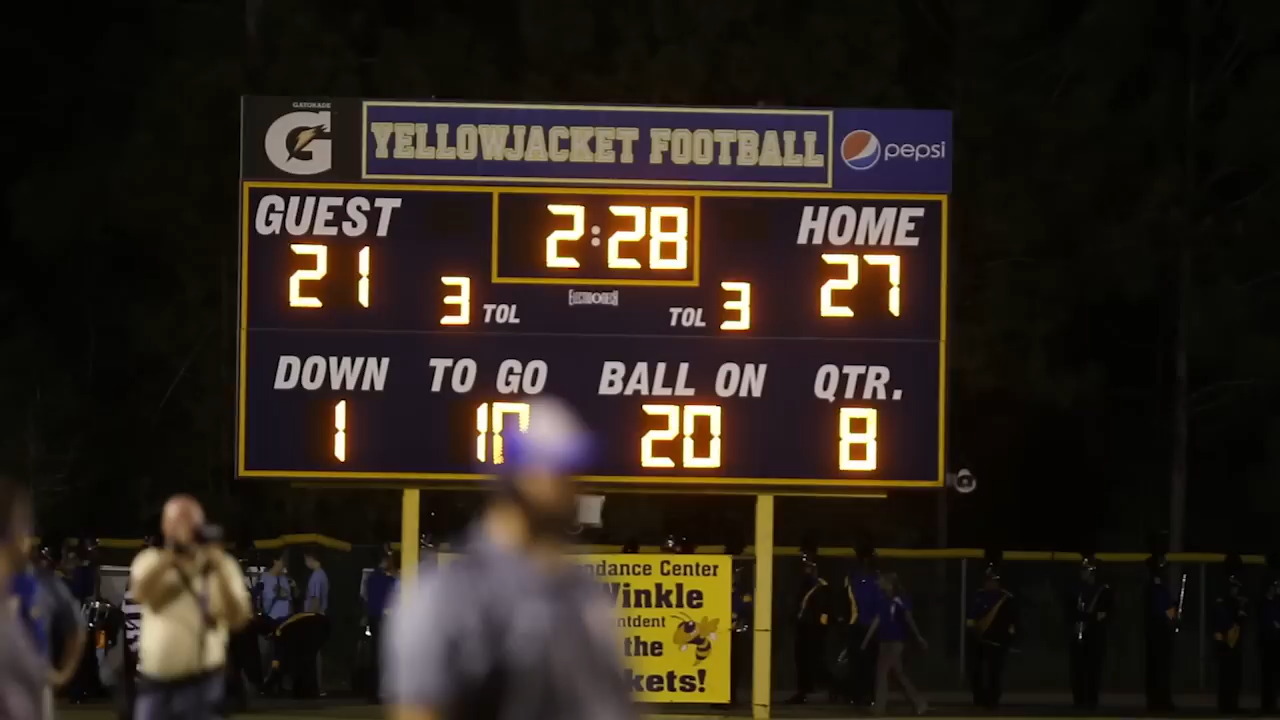 GATORADE
G
YELLOWJACKET FOOTBALL
pepsi
GUEST
2:28
HOME
21
27
3 TOL
TOL 3
DOWN
TO GO
BALL ON
QTR.
1
10
20
8
dance Center
Winkle
ntdent
the
kets!